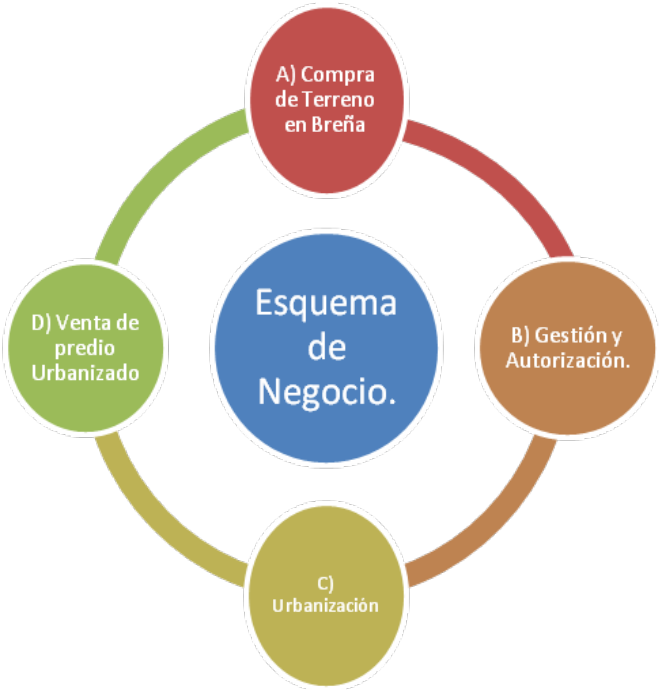 A) Compra
de Terreno
en Breña
Esquema
de
Negocio.
B) Gestión y
Autorización.
D) Venta de
predio
Urbanizado
C)
Urbanización